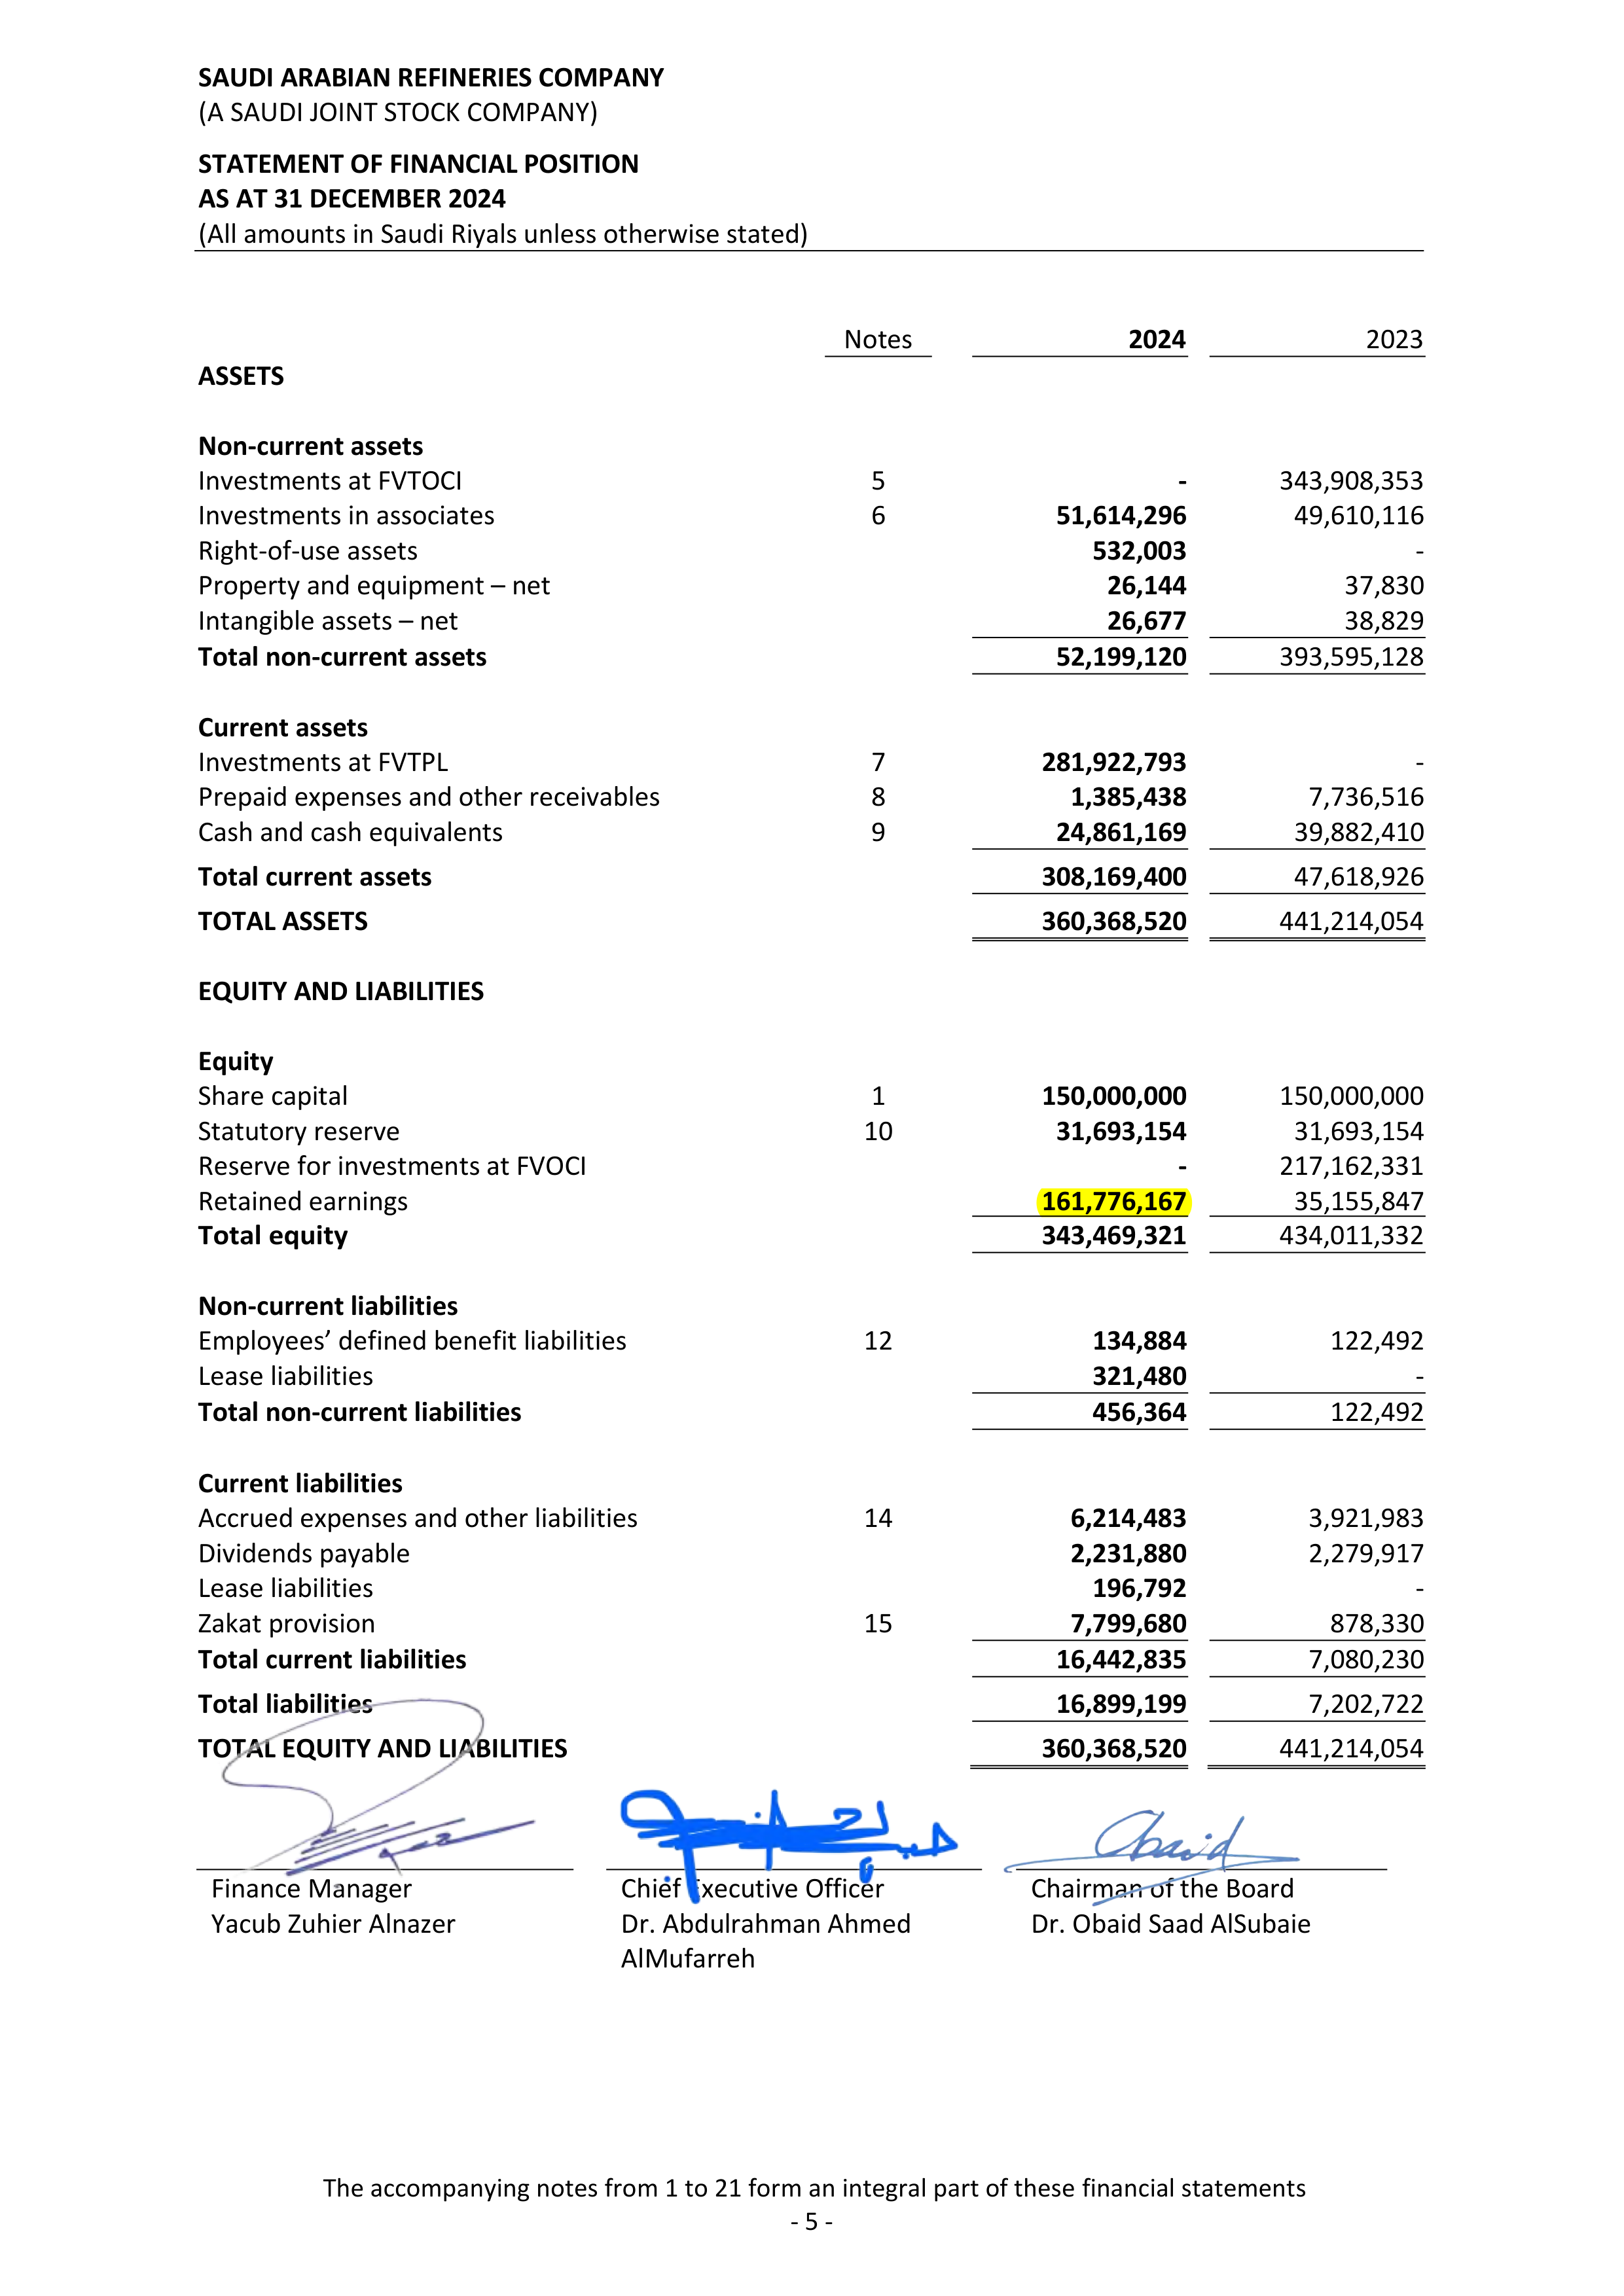 SAUDI ARABIAN REFINERIES COMPANY
(A SAUDI JOINT STOCK COMPANY)
STATEMENT OF FINANCIAL POSITION
AS AT 31 DECEMBER 2024
(All amounts in Saudi Riyals unless otherwise stated)
Notes 2024 2023
ASSETS
Non-current assets
Investments at FVTOCI 5 - 343,908,353
Investments in associates 6 51,614,296 49,610,116
Right-of-use assets 532,003 -
Property and equipment – net 26,144 37,830
Intangible assets – net 26,677 38,829
Total non-current assets 52,199,120 393,595,128
Current assets
Investments at FVTPL 7 281,922,793 -
Prepaid expenses and other receivables 8 1,385,438 7,736,516
Cash and cash equivalents 9 24,861,169 39,882,410
Total current assets 308,169,400 47,618,926
TOTAL ASSETS 360,368,520 441,214,054
EQUITY AND LIABILITIES
Equity
Share capital 1 150,000,000 150,000,000
Statutory reserve 10 31,693,154 31,693,154
Reserve for investments at FVOCI - 217,162,331
Retained earnings 161,776,167 35,155,847
Total equity 343,469,321 434,011,332
Non-current liabilities
Employees’ defined benefit liabilities 12 134,884 122,492
Lease liabilities 321,480 -
Total non-current liabilities 456,364 122,492
Current liabilities
Accrued expenses and other liabilities 14 6,214,483 3,921,983
Dividends payable 2,231,880 2,279,917
Lease liabilities 196,792 -
Zakat provision 15 7,799,680 878,330
Total current liabilities 16,442,835 7,080,230
Total liabilities 16,899,199 7,202,722
TOTAL EQUITY AND LIABILITIES 360,368,520 441,214,054
Obaid
Finance Manager Chief Executive Officer Chairman of the Board
Yacub Zuhier Alnazer Dr. Abdulrahman Ahmed Dr. Obaid Saad AlSubaie
AlMufarreh
The accompanying notes from 1 to 21 form an integral part of these financial statements
- 5 -